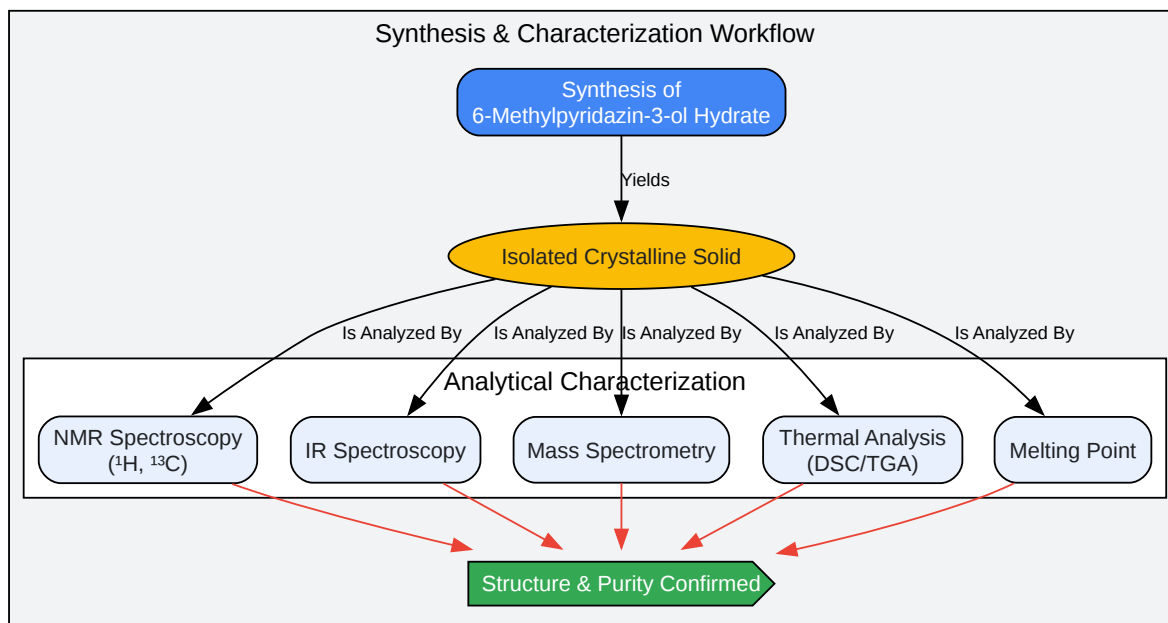 Synthesis & Characterization Workflow
Synthesis of
6-Methylpyridazin-3-ol Hydrate
Yields
Isolated Crystalline Solid
Is Analyzed By
Is Analyzed By
Is Analyzed By
Is Analyzed By
Is Analyzed By
Analytical Characterization
NMR Spectroscopy
(¹H, ¹³C)
IR Spectroscopy
Mass Spectrometry
Thermal Analysis
(DSC/TGA)
Melting Point
Structure & Purity Confirmed